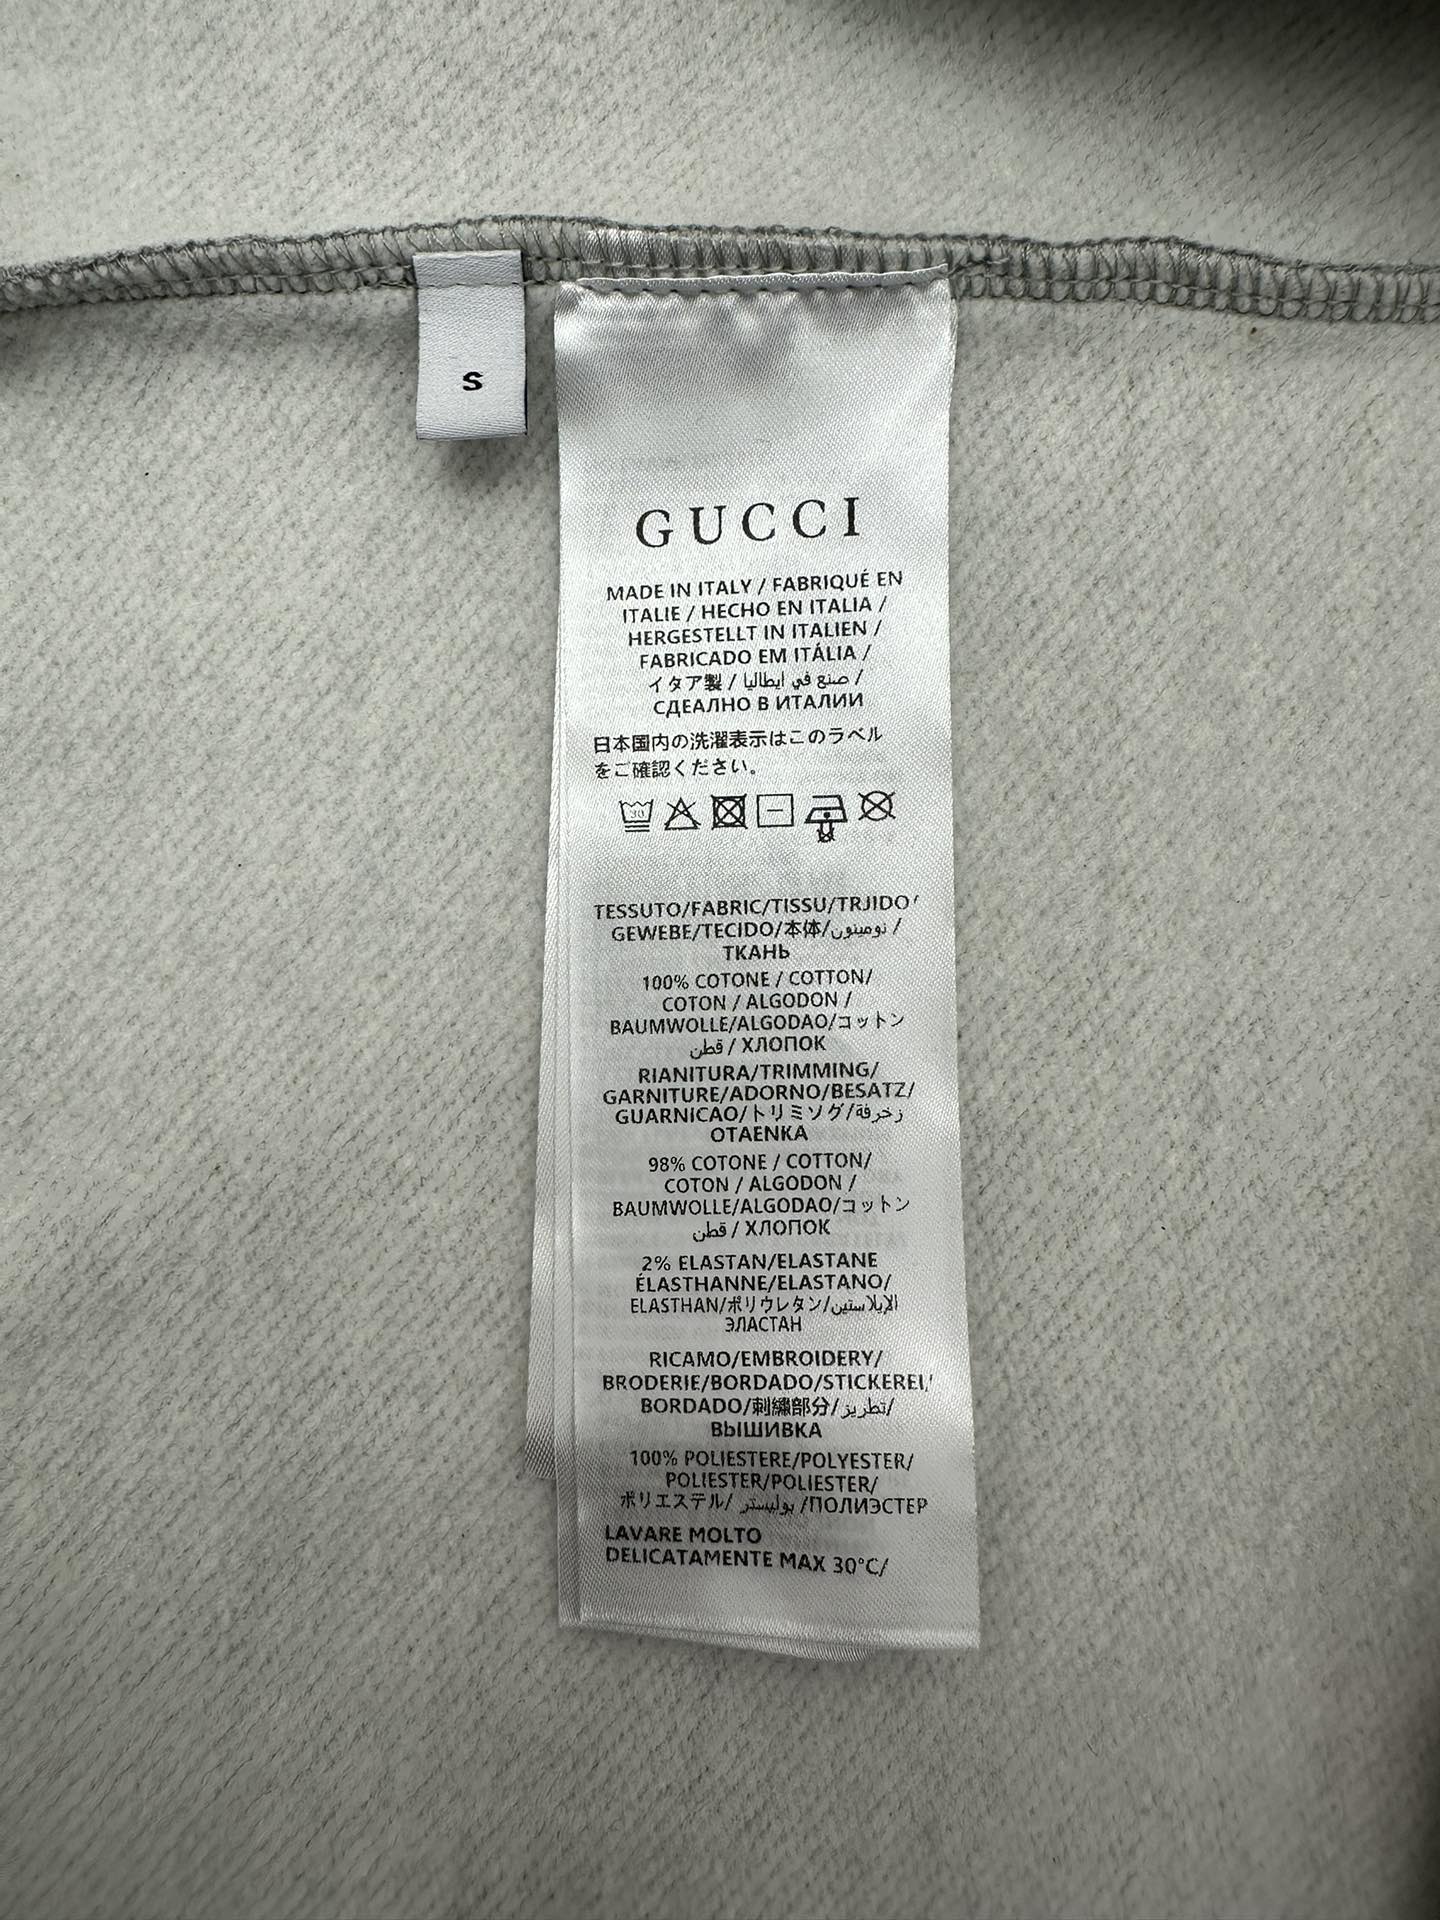 S
GUCCI
MADE IN ITALY / FABRIQUÉ EN
ITALIE / HECHO EN ITALIA /
HERGESTELLT IN ITALIEN /
FABRICADO EM ITÁLIA /
イタア製 / صنع في ايطاليا /
СДЕАЛНО В ИТАЛИИ
日本国内の洗濯表示はこのラベル
をご確認ください。
30
TESSUTO/FABRIC/TISSU/TRJIDO/
GEWEBE/TECIDO/本体/نومينون /
ТКАНЬ
100% COTONE / COTTON/
COTON / ALGODON /
BAUMWOLLE/ALGODAO/コットン
قطن / ХЛОПОК
RIANITURA/TRIMMING/
GARNITURE/ADORNO/BESATZ/
GUARNICAO/トリミソグ/زخرفة
OTAENKA
98% COTONE / COTTON/
COTON / ALGODON /
BAUMWOLLE/ALGODAO/コットン
قطن / ХЛОПОК
2% ELASTAN/ELASTANE
ÉLASTHANNE/ELASTANO/
ELASTHAN/ポリウレタン/الإيلاستين
ЭЛАСТАН
RICAMO/EMBROIDERY/
BRODERIE/BORDADO/STICKEREI/
BORDADO/刺繍部分/تطريز/
ВЫШИВКА
100% POLIESTERE/POLYESTER/
POLIESTER/POLIESTER/
ポリエステル/ بوليستر /ПОЛИЭСТЕР
LAVARE MOLTO
DELICATAMENTE MAX 30°C/